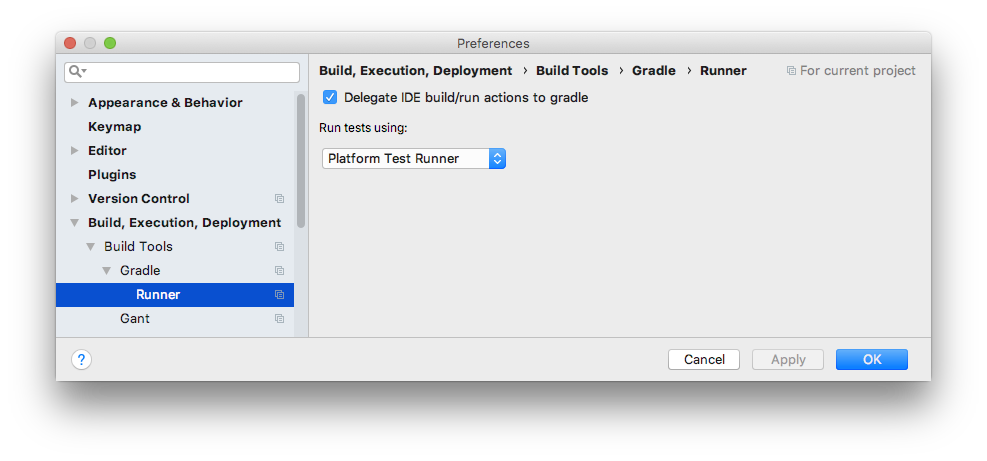 Preferences
Build, Execution, Deployment › Build Tools › Gradle › Runner
For current project
Appearance & Behavior
Keymap
Editor
Plugins
Version Control
Build, Execution, Deployment
Build Tools
Gradle
Runner
Gant
Delegate IDE build/run actions to gradle
Run tests using:
Platform Test Runner
?
Cancel
Apply
OK